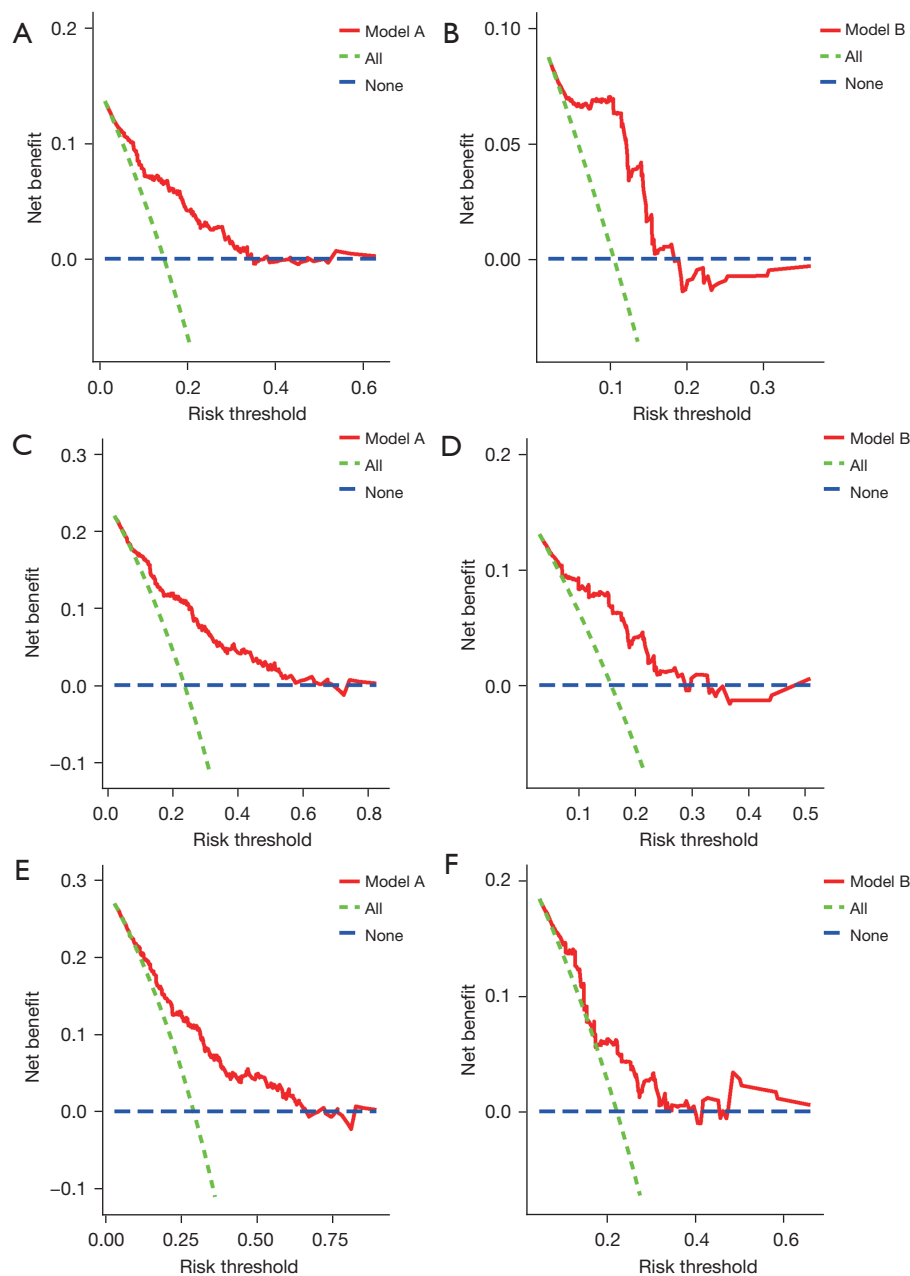 A
Model A
All
None
0.2
0.1
0.0
Net benefit
0.0 0.2 0.4 0.6
Risk threshold
B
Model B
All
None
0.10
0.05
0.00
Net benefit
0.1 0.2 0.3
Risk threshold
C
Model A
All
None
0.3
0.2
0.1
0.0
–0.1
Net benefit
0.0 0.2 0.4 0.6 0.8
Risk threshold
D
Model B
All
None
0.2
0.1
0.0
Net benefit
0.1 0.2 0.3 0.4 0.5
Risk threshold
E
Model A
All
None
0.3
0.2
0.1
0.0
–0.1
Net benefit
0.00 0.25 0.50 0.75
Risk threshold
F
Model B
All
None
0.2
0.1
0.0
Net benefit
0.2 0.4 0.6
Risk threshold